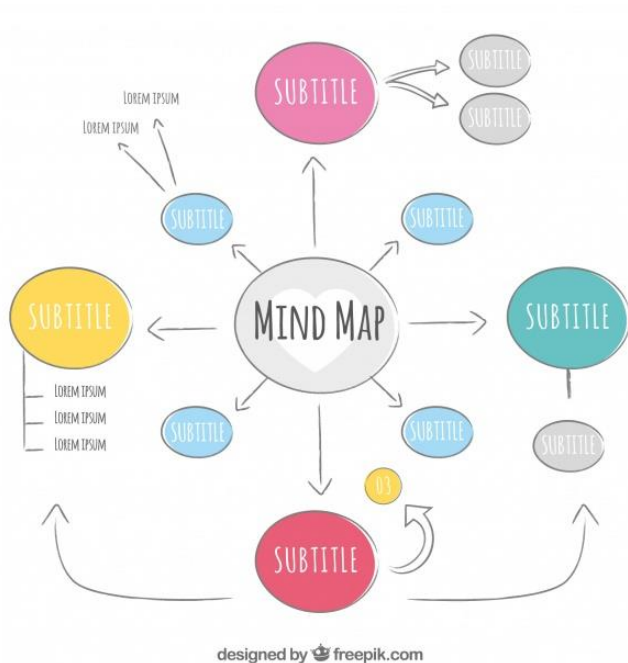 SUBTITLE
SUBTITLE
SUBTITLE
LOREM IPSUM
LOREM IPSUM
SUBTITLE
SUBTITLE
SUBTITLE
MIND MAP
SUBTITLE
LOREM IPSUM
LOREM IPSUM
LOREM IPSUM
SUBTITLE
SUBTITLE
SUBTITLE
03
SUBTITLE
designed by freepik.com